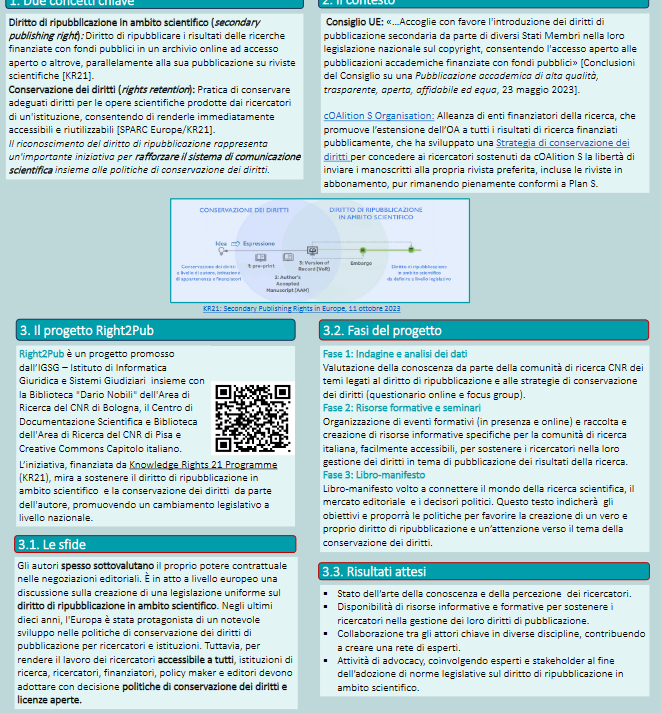 1. Due concetti chiave
Diritto di ripubblicazione in ambito scientifico (secondary
publishing right): Diritto di ripubblicare i risultati delle ricerche
finanziate con fondi pubblici in un archivio online ad accesso
aperto o altrove, parallelamente alla sua pubblicazione su riviste
scientifiche [KR21].
Conservazione dei diritti (rights retention): Pratica di conservare
adeguati diritti per le opere scientifiche prodotte dai ricercatori
di un'istituzione, consentendo di renderle immediatamente
accessibili e riutilizzabili [SPARC Europe/KR21].
Il riconoscimento del diritto di ripubblicazione rappresenta
un'importante iniziativa per rafforzare il sistema di comunicazione
scientifica insieme alle politiche di conservazione dei diritti.
2. Il contesto
Consiglio UE: «…Accoglie con favore l'introduzione dei diritti di
pubblicazione secondaria da parte di diversi Stati Membri nella loro
legislazione nazionale sul copyright, consentendo l'accesso aperto alle
pubblicazioni accademiche finanziate con fondi pubblici» [Conclusioni
del Consiglio su una Pubblicazione accademica di alta qualità,
trasparente, aperta, affidabile ed equa, 23 maggio 2023].
cOAlition S Organisation: Alleanza di enti finanziatori della ricerca, che
promuove l'estensione dell'OA a tutti i risultati di ricerca finanziati
pubblicamente, che ha sviluppato una Strategia di conservazione dei
diritti per concedere ai ricercatori sostenuti da cOAlition S la libertà di
inviare i manoscritti alla propria rivista preferita, incluse le riviste in
abbonamento, pur rimanendo pienamente conformi a Plan S.
CONSERVAZIONE DEI DIRITTI
DIRITTO DI RIPUBBLICAZIONE
IN AMBITO SCIENTIFICO
Idea
Espressione
1: pre-print
2: Author's
Accepted
Manuscript (AAM)
3: Version of
Record (VoR)
Embargo
Conservazione dei diritti
a livello di autore, istituzione
di appartenenza o finanziatori
Diritto di ripubblicazione
in ambito scientifico
da definire a livello legislativo
KR21: Secondary Publishing Rights in Europe, 11 ottobre 2023
3. Il progetto Right2Pub
Right2Pub è un progetto promosso
dall'IGSG – Istituto di Informatica
Giuridica e Sistemi Giudiziari insieme con
la Biblioteca "Dario Nobili" dell'Area di
Ricerca del CNR di Bologna, il Centro di
Documentazione Scientifica e Biblioteca
dell'Area di Ricerca del CNR di Pisa e
Creative Commons Capitolo italiano.
L'iniziativa, finanziata da Knowledge Rights 21 Programme
(KR21), mira a sostenere il diritto di ripubblicazione in
ambito scientifico e la conservazione dei diritti da parte
dell'autore, promuovendo un cambiamento legislativo a
livello nazionale.
3.1. Le sfide
Gli autori spesso sottovalutano il proprio potere contrattuale
nelle negoziazioni editoriali. È in atto a livello europeo una
discussione sulla creazione di una legislazione uniforme sul
diritto di ripubblicazione in ambito scientifico. Negli ultimi
dieci anni, l'Europa è stata protagonista di un notevole
sviluppo nelle politiche di conservazione dei diritti di
pubblicazione per ricercatori e istituzioni. Tuttavia, per
rendere il lavoro dei ricercatori accessibile a tutti, istituzioni di
ricerca, ricercatori, finanziatori, policy maker e editori devono
adottare con decisione politiche di conservazione dei diritti e
licenze aperte.
3.2. Fasi del progetto
Fase 1: Indagine e analisi dei dati
Valutazione della conoscenza da parte della comunità di ricerca CNR dei
temi legati al diritto di ripubblicazione e alle strategie di conservazione
dei diritti (questionario online e focus group).
Fase 2: Risorse formative e seminari
Organizzazione di eventi formativi (in presenza e online) e raccolta e
creazione di risorse informative specifiche per la comunità di ricerca
italiana, facilmente accessibili, per sostenere i ricercatori nella loro
gestione dei diritti in tema di pubblicazione dei risultati della ricerca.
Fase 3: Libro-manifesto
Libro-manifesto volto a connettere il mondo della ricerca scientifica, il
mercato editoriale e i decisori politici. Questo testo indicherà gli
obiettivi e proporrà le politiche per favorire la creazione di un vero e
proprio diritto di ripubblicazione e un'attenzione verso il tema della
conservazione dei diritti.
3.3. Risultati attesi
▪ Stato dell'arte della conoscenza e della percezione dei ricercatori.
▪ Disponibilità di risorse informative e formative per sostenere i
ricercatori nella gestione dei loro diritti di pubblicazione.
▪ Collaborazione tra gli attori chiave in diverse discipline, contribuendo
a creare una rete di esperti.
▪ Attività di advocacy, coinvolgendo esperti e stakeholder al fine
dell'adozione di norme legislative sul diritto di ripubblicazione in
ambito scientifico.